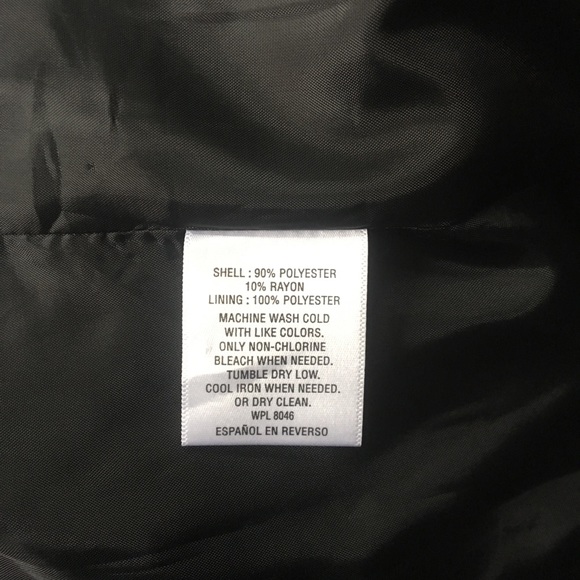 SHELL : 90% POLYESTER
10% RAYON
LINING : 100% POLYESTER
MACHINE WASH COLD
WITH LIKE COLORS.
ONLY NON-CHLORINE
BLEACH WHEN NEEDED.
TUMBLE DRY LOW.
COOL IRON WHEN NEEDED.
OR DRY CLEAN.
WPL 8046
ESPAÑOL EN REVERSO